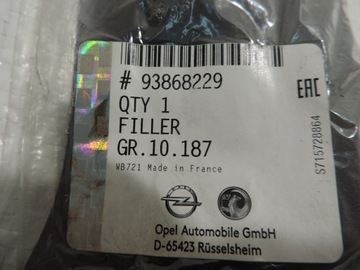 # 93868229
QTY 1
FILLER
GR.10.187
WB721 Made in France
Opel Automobile GmbH
D-65423 Rüsselsheim
EAC
S715728864